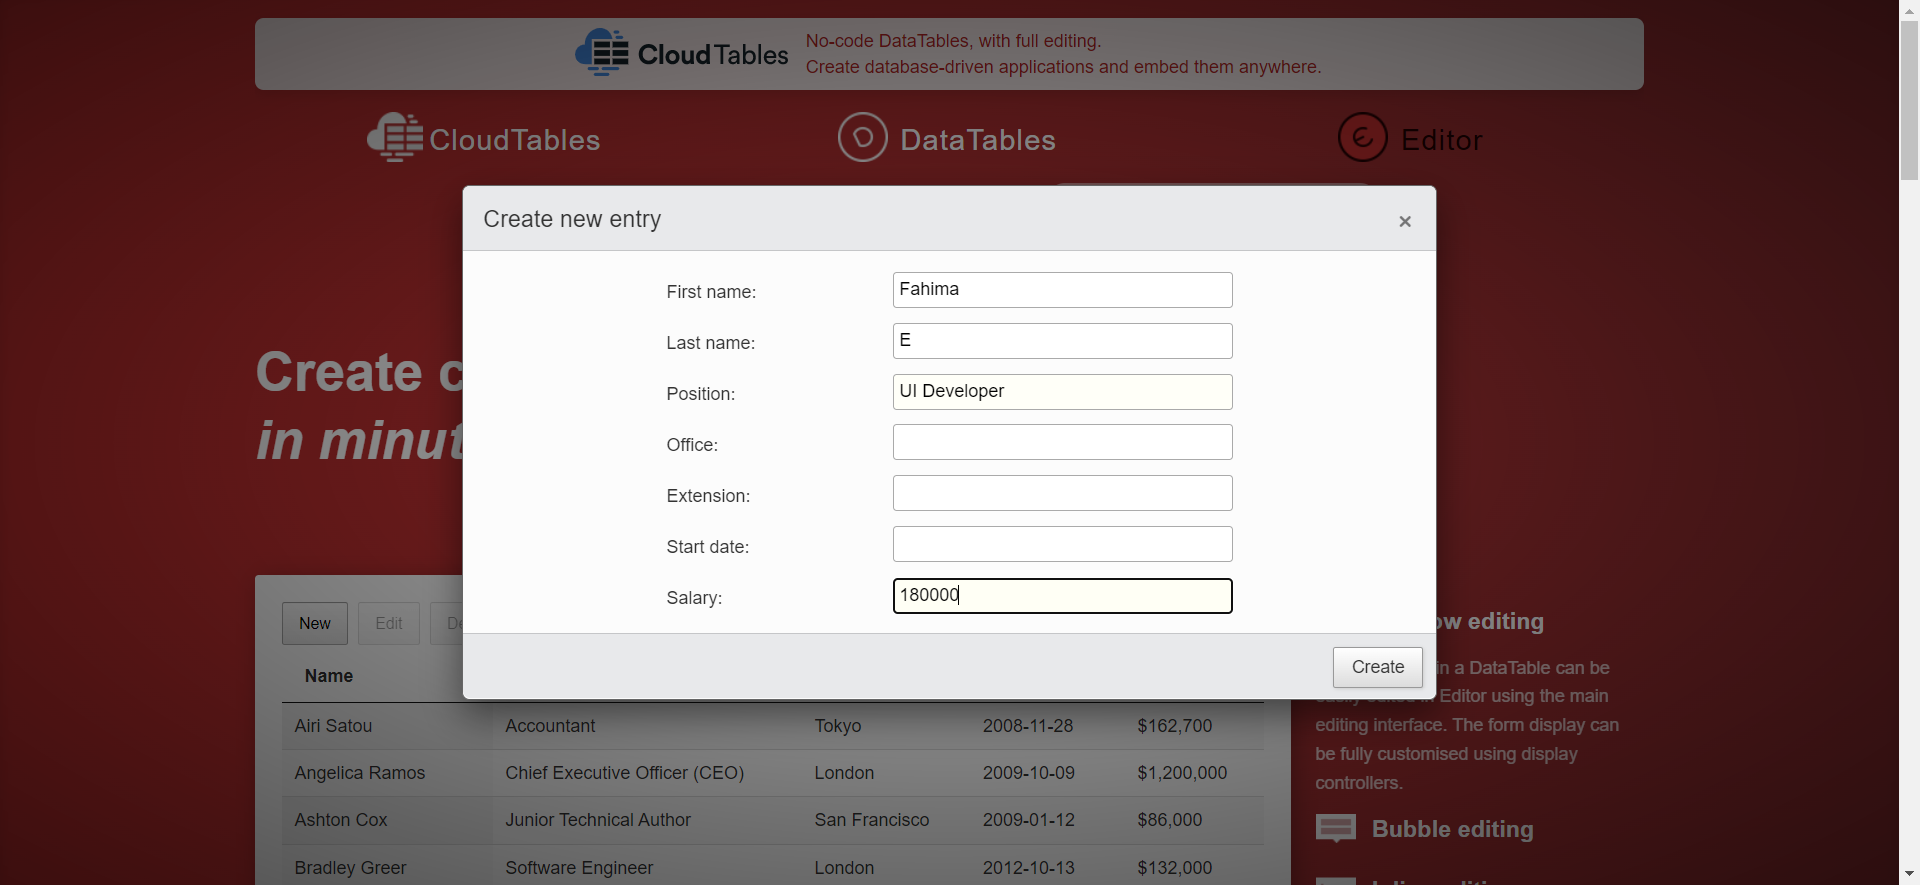 CloudTables
No-code DataTables, with full editing.
Create database-driven applications and embed them anywhere.
CloudTables
DataTables
Editor
Create new entry
×
First name:
Fahima
Last name:
E
Position:
UI Developer
Office:
Extension:
Start date:
Salary:
180000
Create
Create
in
New
Edit
Name
Airi Satou Accountant Tokyo 2008-11-28 $162,700
Angelica Ramos Chief Executive Officer (CEO) London 2009-10-09 $1,200,000
Ashton Cox Junior Technical Author San Francisco 2009-01-12 $86,000
Bradley Greer Software Engineer London 2012-10-13 $132,000
editing
in a DataTable can be
Editor using the main
editing interface. The form display can
be fully customised using display
controllers.
Bubble editing